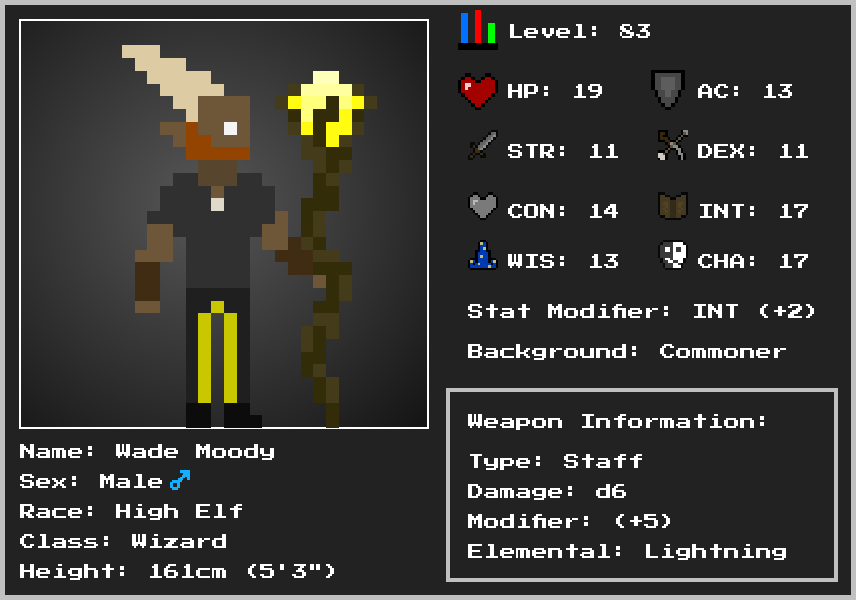 Level: 83
HP: 19
AC: 13
STR: 11
DEX: 11
CON: 14
INT: 17
WIS: 13
CHA: 17
Stat Modifier: INT (+2)
Background: Commoner
Weapon Information:
Type: Staff
Damage: d6
Modifier: (+5)
Elemental: Lightning
Name: Wade Moody
Sex: Male♂
Race: High Elf
Class: Wizard
Height: 161cm (5'3")